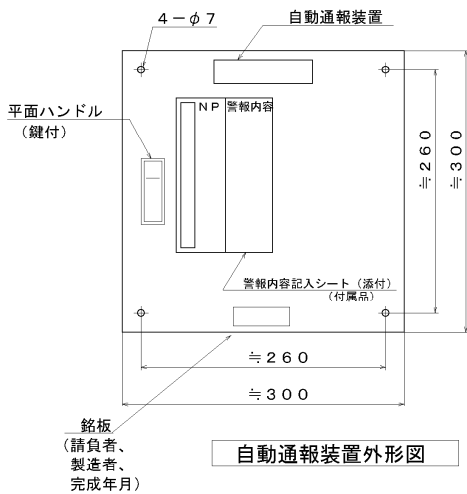 4－φ7
自動通報装置
平面ハンドル
（鍵付）
NP
警報内容
≒260
≒300
警報内容記入シート（添付）
（付属品）
≒260
≒300
銘板
（請負者、
製造者、
完成年月）
自動通報装置外形図